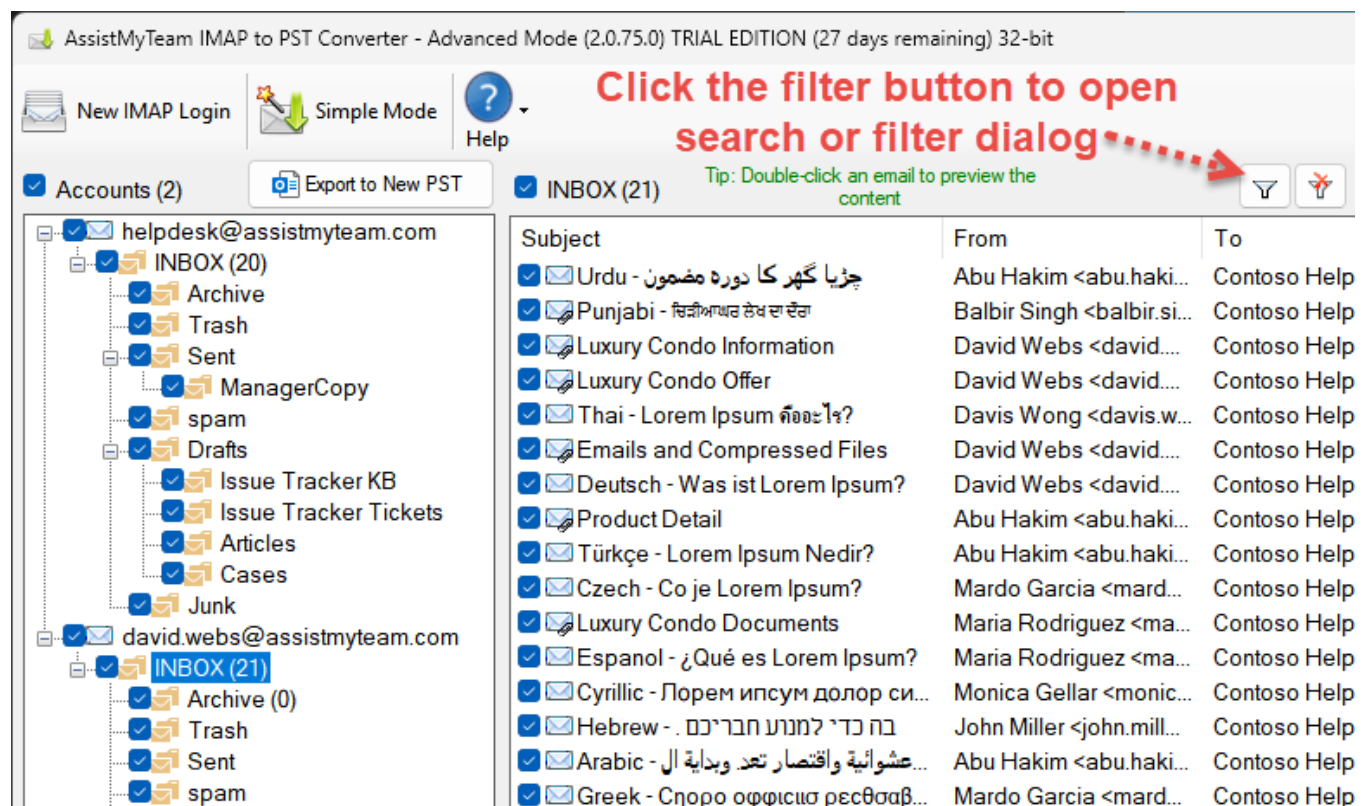 AssistMyTeam IMAP to PST Converter - Advanced Mode (2.0.75.0) TRIAL EDITION (27 days remaining) 32-bit
New IMAP Login
Simple Mode
Help
Click the filter button to open
search or filter dialog
Accounts (2)
Export to New PST
INBOX (21)
Tip: Double-click an email to preview the
content
helpdesk@assistmyteam.com
INBOX (20)
Archive
Trash
Sent
ManagerCopy
spam
Drafts
Issue Tracker KB
Issue Tracker Tickets
Articles
Cases
Junk
david.webs@assistmyteam.com
INBOX (21)
Archive (0)
Trash
Sent
spam
Subject From To
Urdu - چڑیا گھر کا دورہ مضمون Abu Hakim <abu.haki... Contoso Help
Punjabi - ਚਿੜੀਆਘਰ ਲੇਖ ਦਾ ਦੌਰਾ Balbir Singh <balbir.si... Contoso Help
Luxury Condo Information David Webs <david.... Contoso Help
Luxury Condo Offer David Webs <david.... Contoso Help
Thai - Lorem Ipsum คืออะไร? Davis Wong <davis.w... Contoso Help
Emails and Compressed Files David Webs <david.... Contoso Help
Deutsch - Was ist Lorem Ipsum? David Webs <david.... Contoso Help
Product Detail Abu Hakim <abu.haki... Contoso Help
Türkçe - Lorem Ipsum Nedir? Abu Hakim <abu.haki... Contoso Help
Czech - Co je Lorem Ipsum? Mardo Garcia <mard... Contoso Help
Luxury Condo Documents Maria Rodriguez <ma... Contoso Help
Espanol - ¿Qué es Lorem Ipsum? Maria Rodriguez <ma... Contoso Help
Cyrillic - Лорем ипсум долор си... Monica Gellar <monic... Contoso Help
Hebrew - . בה כדי למנוע חבריכם John Miller <john.mill... Contoso Help
Arabic - عشوائية واقتصار تعد. وبداية ال... Abu Hakim <abu.haki... Contoso Help
Greek - Mardo Garcia <mard... Contoso Help